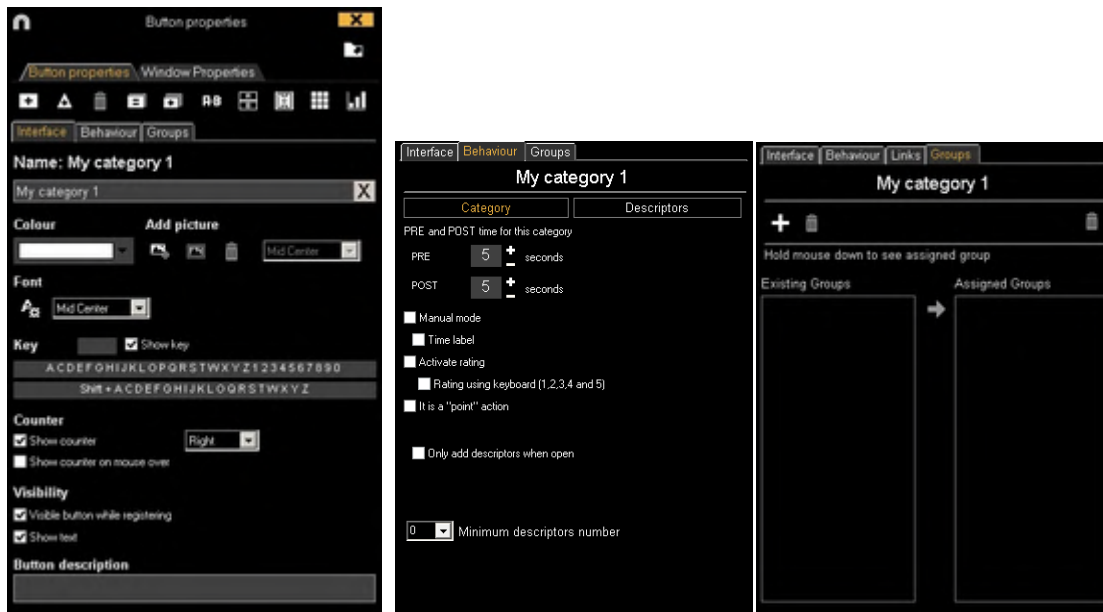 Button properties
X
Button properties Window Properties
A-B
Interface Behaviour Groups
Name: My category 1
My category 1 X
Colour Add picture
Mid Center
Font
Mid Center
Key Show key
A C D E F G H I J K L O P Q R S T W X Y Z 1 2 3 4 5 6 7 8 9 0
Shift + A C D E F G H I J K L O Q R S T W X Y Z
Counter
Show counter Right
Show counter on mouse over
Visibility
Visible button while registering
Show text
Button description
Interface Behaviour Groups
My category 1
Category Descriptors
PRE and POST time for this category
PRE 5 + - seconds
POST 5 + - seconds
Manual mode
Time label
Activate rating
Rating using keyboard (1,2,3,4 and 5)
It is a "point" action
Only add descriptors when open
0 Minimum descriptors number
Interface Behaviour Links Groups
My category 1
Hold mouse down to see assigned group
Existing Groups Assigned Groups